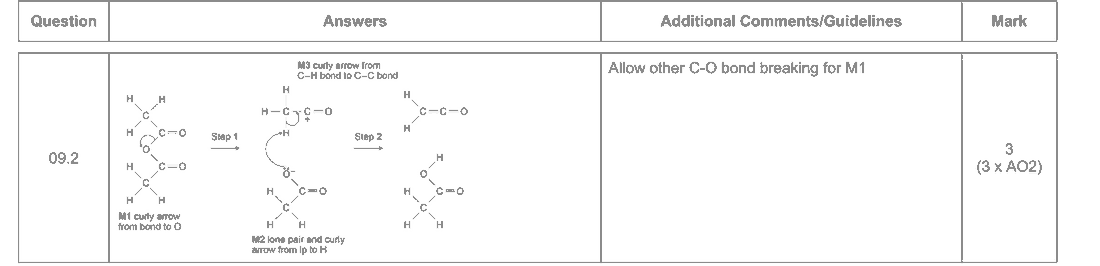 Question Answers Additional Comments/Guidelines Mark
09.2
M3 curly arrow from
C–H bond to C–C bond
H
H H
H–C C=O
+
H
C
H C=O
O
H C=O
C
H H
Step 1
H
O–
H C=O
C
H H
Step 2
H
C=C=O
H
H
O
H C=O
C
H H
M1 curly arrow
from bond to O
M2 lone pair and curly
arrow from lp to H
Allow other C-O bond breaking for M1
3
(3 x AO2)